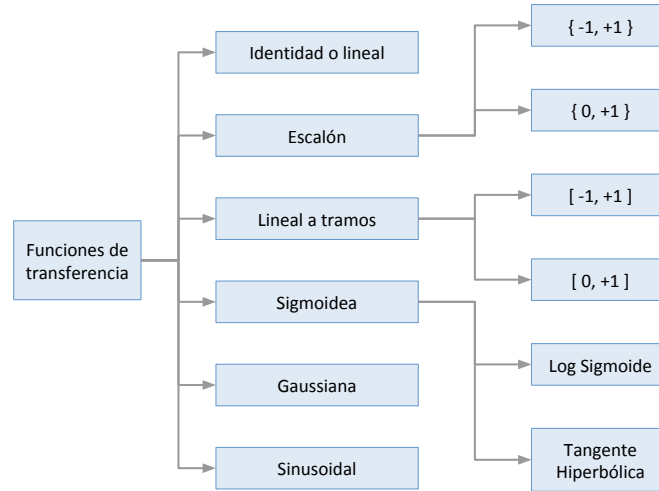 Funciones de
transferencia
Identidad o lineal
Escalón
{ -1, +1 }
{ 0, +1 }
Lineal a tramos
[ -1, +1 ]
[ 0, +1 ]
Sigmoidea
Log Sigmoide
Tangente
Hiperbólica
Gaussiana
Sinusoidal